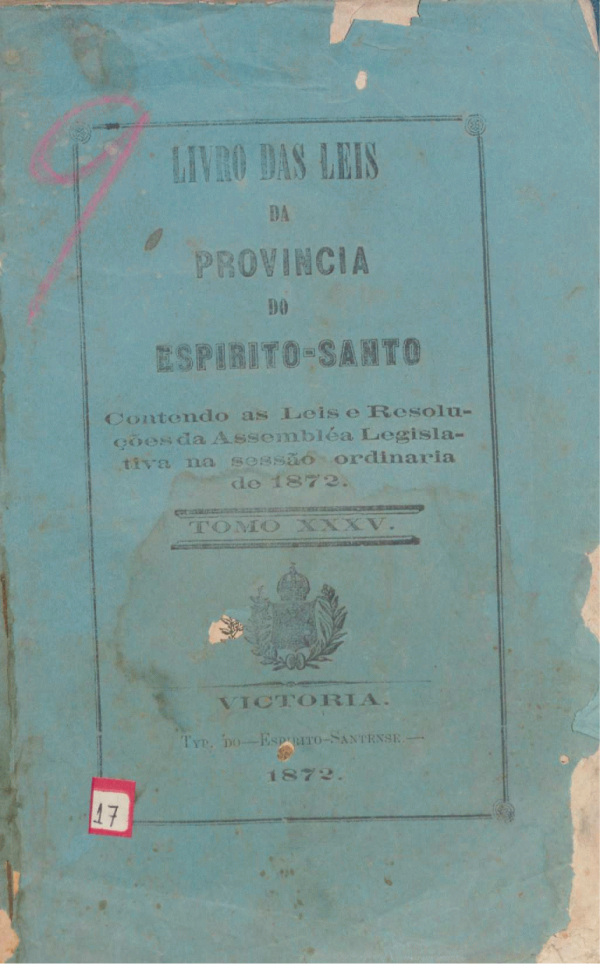 9
LIVRO DAS LEIS
DA
PROVINCIA
DO
ESPIRITO-SANTO
Contendo as Leis e Resolu-
ções da Assembléa Legisla-
tiva na sessão ordinaria
de 1872.
TOMO XXXV.
VICTORIA.
TYP. DO—ESPIRITO-SANTENSE—
1872.
17